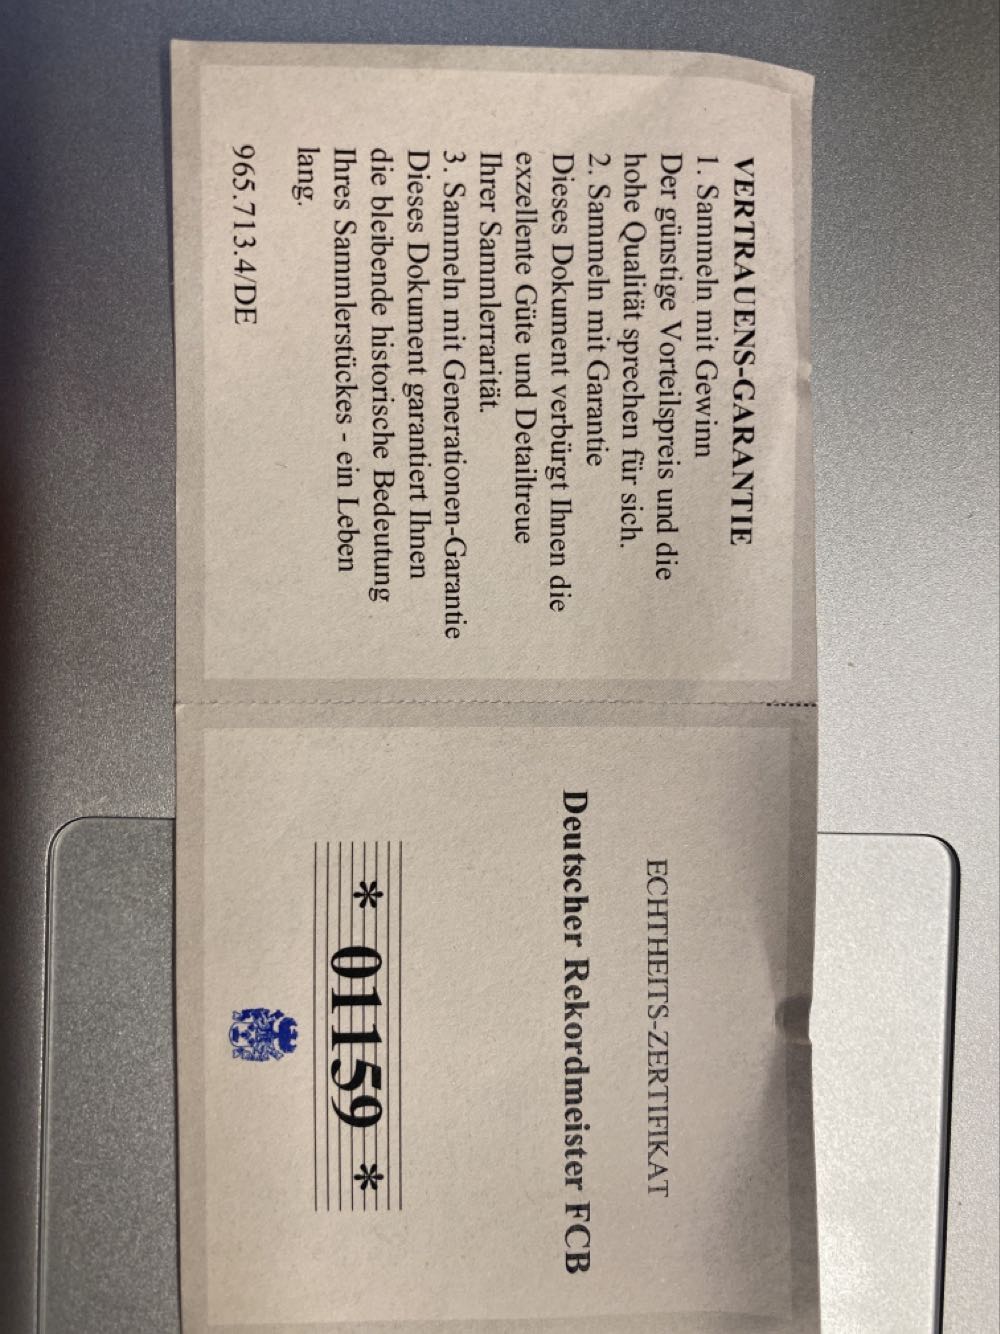 VERTRAUENS-GARANTIE
1. Sammeln mit Gewinn
Der günstige Vorteilspreis und die
hohe Qualität sprechen für sich.
2. Sammeln mit Garantie
Dieses Dokument verbürgt Ihnen die
exzellente Güte und Detailtreue
Ihrer Sammlerrarität.
3. Sammeln mit Generationen-Garantie
Dieses Dokument garantiert Ihnen
die bleibende historische Bedeutung
Ihres Sammlerstückes - ein Leben
lang.
965.713.4/DE
ECHTHEITS-ZERTIFIKAT
Deutscher Rekordmeister FCB
* 01159 *